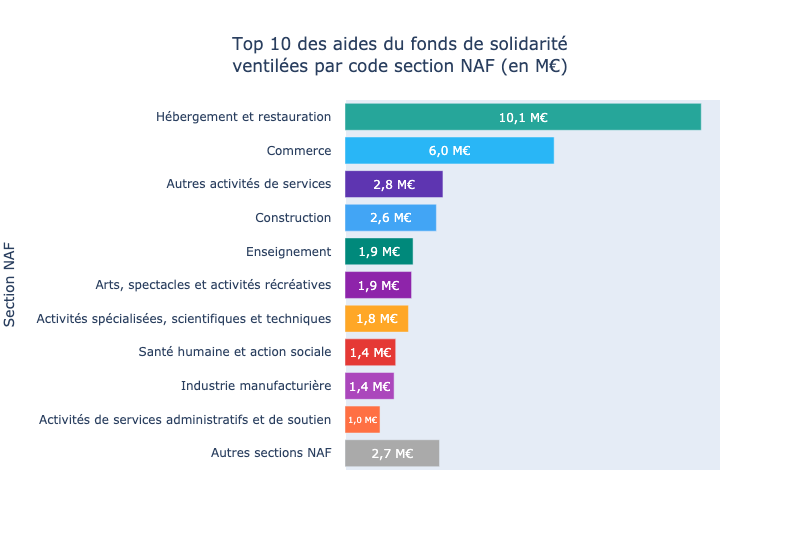 Top 10 des aides du fonds de solidarité
ventilées par code section NAF (en M€)
Section NAF
Hébergement et restauration 10,1 M€
Commerce 6,0 M€
Autres activités de services 2,8 M€
Construction 2,6 M€
Enseignement 1,9 M€
Arts, spectacles et activités récréatives 1,9 M€
Activités spécialisées, scientifiques et techniques 1,8 M€
Santé humaine et action sociale 1,4 M€
Industrie manufacturière 1,4 M€
Activités de services administratifs et de soutien 1,0 M€
Autres sections NAF 2,7 M€